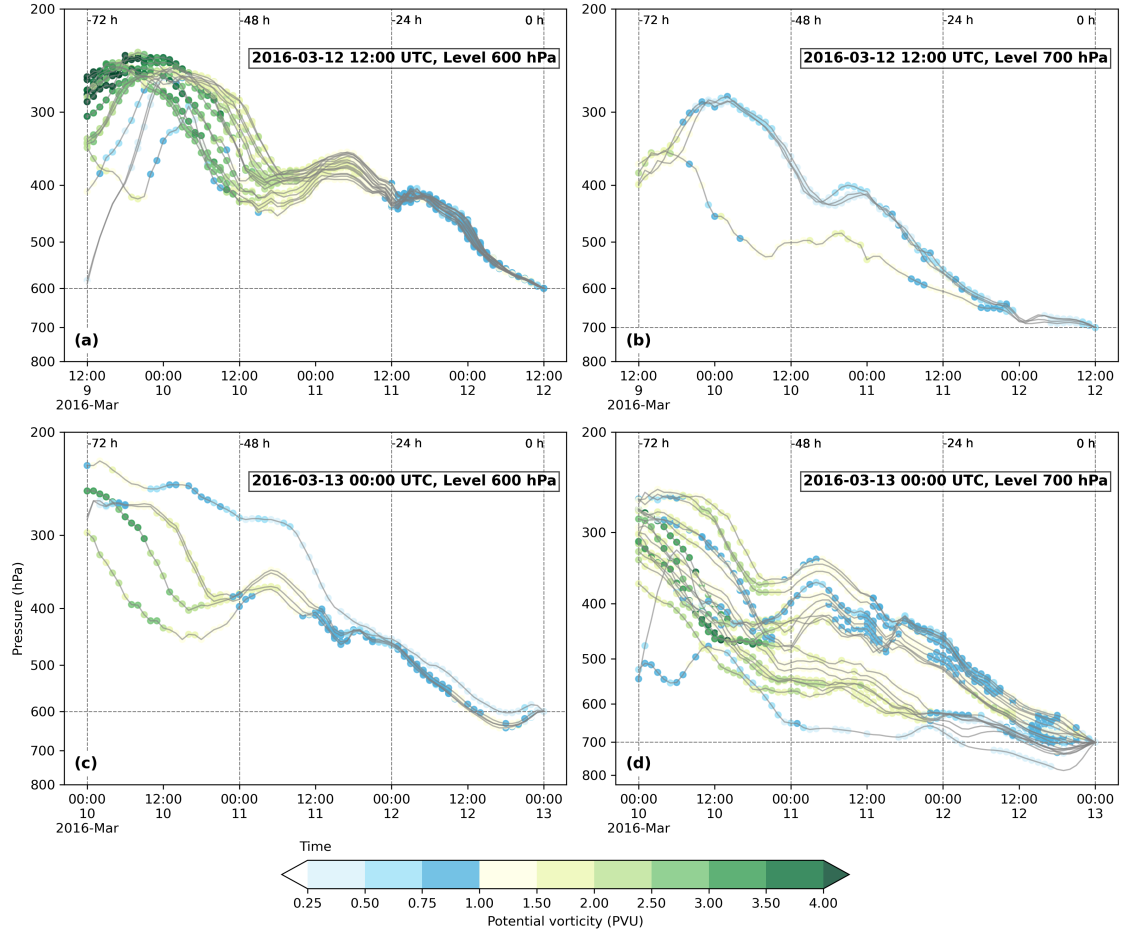 200
300
400
500
600
700
800
-72 h
-48 h
-24 h
0 h
2016-03-12 12:00 UTC, Level 600 hPa
(a)
12:00 00:00 12:00 00:00 12:00 00:00 12:00
9 10 10 11 11 12 12
2016-Mar
200
300
400
500
600
700
800
-72 h
-48 h
-24 h
0 h
2016-03-12 12:00 UTC, Level 700 hPa
(b)
12:00 00:00 12:00 00:00 12:00 00:00 12:00
9 10 10 11 11 12 12
2016-Mar
Pressure (hPa)
200
300
400
500
600
700
800
-72 h
-48 h
-24 h
0 h
2016-03-13 00:00 UTC, Level 600 hPa
(c)
00:00 12:00 00:00 12:00 00:00 12:00 00:00
10 10 11 11 12 12 13
2016-Mar
200
300
400
500
600
700
800
-72 h
-48 h
-24 h
0 h
2016-03-13 00:00 UTC, Level 700 hPa
(d)
00:00 12:00 00:00 12:00 00:00 12:00 00:00
10 10 11 11 12 12 13
2016-Mar
Time
0.25 0.50 0.75 1.00 1.50 2.00 2.50 3.00 3.50 4.00
Potential vorticity (PVU)